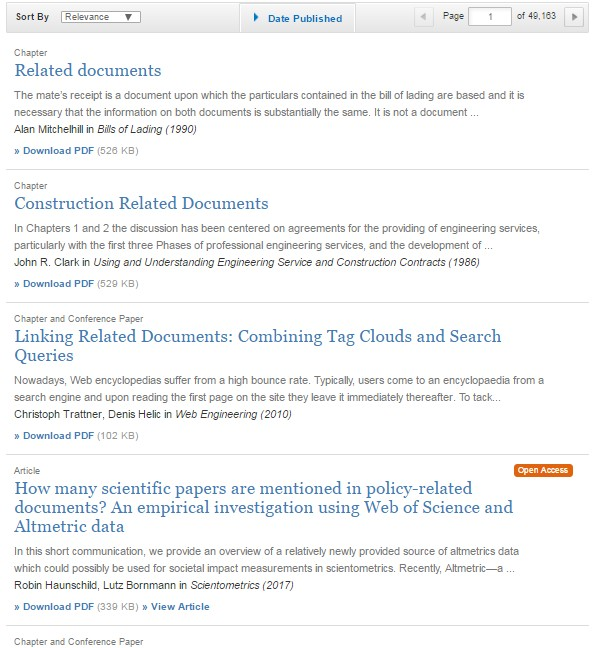 Sort By Relevance Date Published Page 1 of 49,163
Chapter
Related documents
The mate's receipt is a document upon which the particulars contained in the bill of lading are based and it is
necessary that the information on both documents is substantially the same. It is not a document ...
Alan Mitchelhill in Bills of Lading (1990)
» Download PDF (526 KB)
Chapter
Construction Related Documents
In Chapters 1 and 2 the discussion has been centered on agreements for the providing of engineering services,
particularly with the first three Phases of professional engineering services, and the development of ...
John R. Clark in Using and Understanding Engineering Service and Construction Contracts (1986)
» Download PDF (529 KB)
Chapter and Conference Paper
Linking Related Documents: Combining Tag Clouds and Search
Queries
Nowadays, Web encyclopedias suffer from a high bounce rate. Typically, users come to an encyclopaedia from a
search engine and upon reading the first page on the site they leave it immediately thereafter. To tack...
Christoph Trattner, Denis Helic in Web Engineering (2010)
» Download PDF (102 KB)
Article Open Access
How many scientific papers are mentioned in policy-related
documents? An empirical investigation using Web of Science and
Altmetric data
In this short communication, we provide an overview of a relatively newly provided source of altmetrics data
which could possibly be used for societal impact measurements in scientometrics. Recently, Altmetric—a ...
Robin Haunschild, Lutz Bornmann in Scientometrics (2017)
» Download PDF (339 KB) » View Article
Chapter and Conference Paper